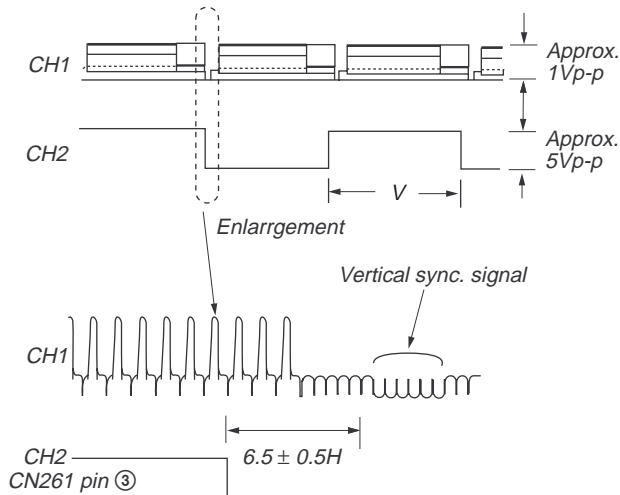 CH1
Approx.
1Vp-p
CH2
Approx.
5Vp-p
V
Enlarrgement
Vertical sync. signal
CH1
6.5 ± 0.5H
CH2
CN261 pin ③